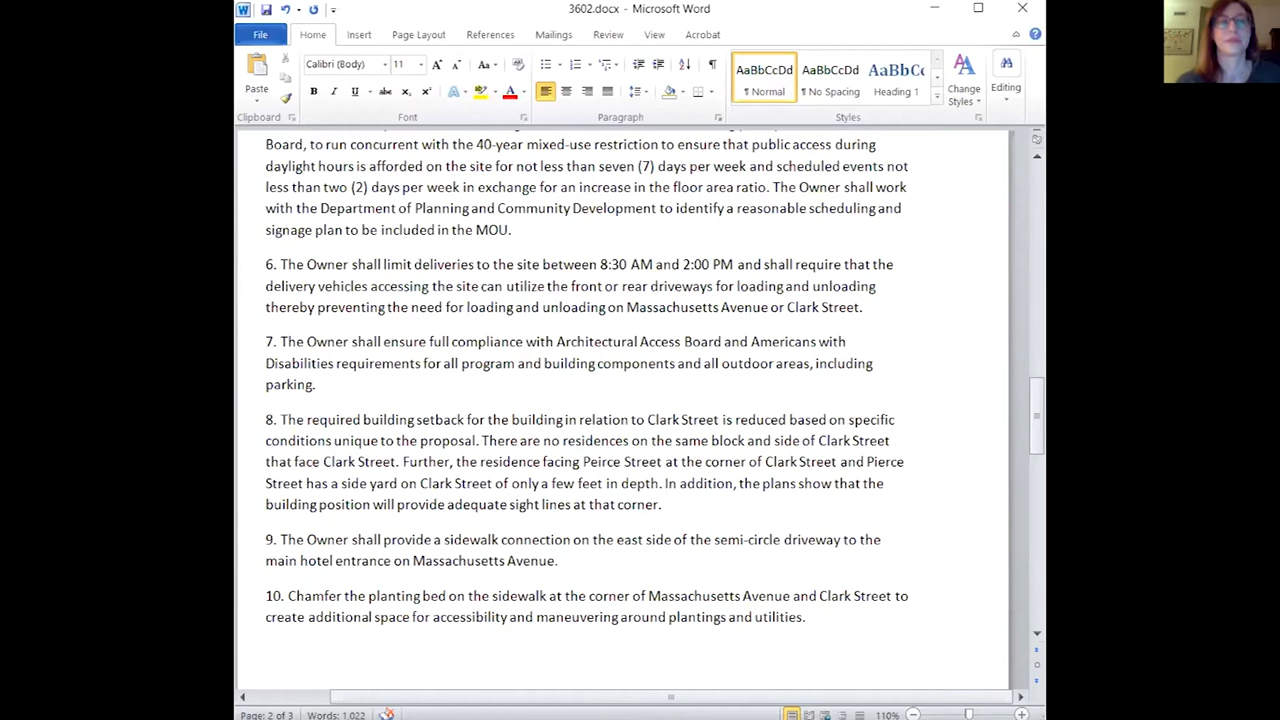 3602.docx - Microsoft Word
File Home Insert Page Layout References Mailings Review View Acrobat
Calibri (Body) 11
AaBbCcDd AaBbCcDd AaBbCc
Paste
¶ Normal ¶ No Spacing Heading 1 Change Styles Editing
Clipboard Font Paragraph Styles
Board, to run concurrent with the 40-year mixed-use restriction to ensure that public access during
daylight hours is afforded on the site for not less than seven (7) days per week and scheduled events not
less than two (2) days per week in exchange for an increase in the floor area ratio. The Owner shall work
with the Department of Planning and Community Development to identify a reasonable scheduling and
signage plan to be included in the MOU.
6. The Owner shall limit deliveries to the site between 8:30 AM and 2:00 PM and shall require that the
delivery vehicles accessing the site can utilize the front or rear driveways for loading and unloading
thereby preventing the need for loading and unloading on Massachusetts Avenue or Clark Street.
7. The Owner shall ensure full compliance with Architectural Access Board and Americans with
Disabilities requirements for all program and building components and all outdoor areas, including
parking.
8. The required building setback for the building in relation to Clark Street is reduced based on specific
conditions unique to the proposal. There are no residences on the same block and side of Clark Street
that face Clark Street. Further, the residence facing Peirce Street at the corner of Clark Street and Pierce
Street has a side yard on Clark Street of only a few feet in depth. In addition, the plans show that the
building position will provide adequate sight lines at that corner.
9. The Owner shall provide a sidewalk connection on the east side of the semi-circle driveway to the
main hotel entrance on Massachusetts Avenue.
10. Chamfer the planting bed on the sidewalk at the corner of Massachusetts Avenue and Clark Street to
create additional space for accessibility and maneuvering around plantings and utilities.
Page: 2 of 3 Words: 1,022 110%